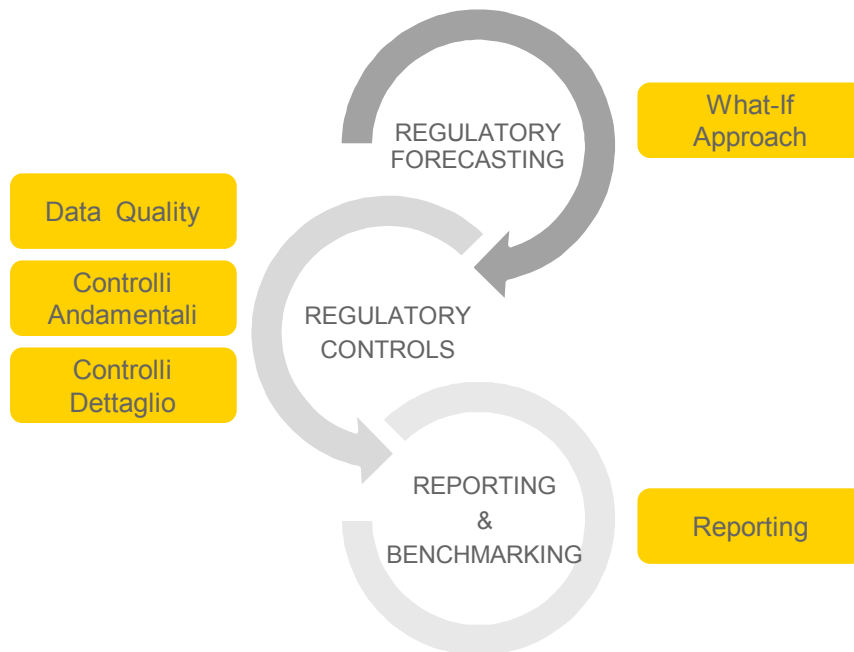 REGULATORY
FORECASTING
What-If
Approach
Data Quality
Controlli
Andamentali
Controlli
Dettaglio
REGULATORY
CONTROLS
REPORTING
&
BENCHMARKING
Reporting